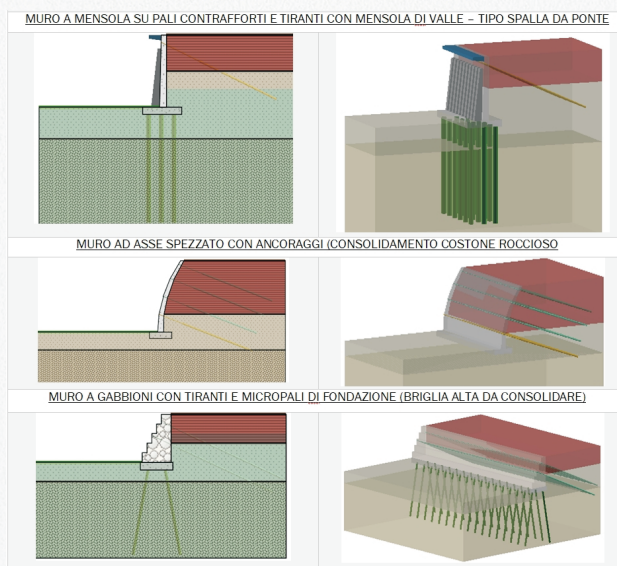 MURO A MENSOLA SU PALI CONTRAFFORTI E TIRANTI CON MENSOLA DI VALLE – TIPO SPALLA DA PONTE
MURO AD ASSE SPEZZATO CON ANCORAGGI (CONSOLIDAMENTO COSTONE ROCCIOSO
MURO A GABBIONI CON TIRANTI E MICROPALI DI FONDAZIONE (BRIGLIA ALTA DA CONSOLIDARE)